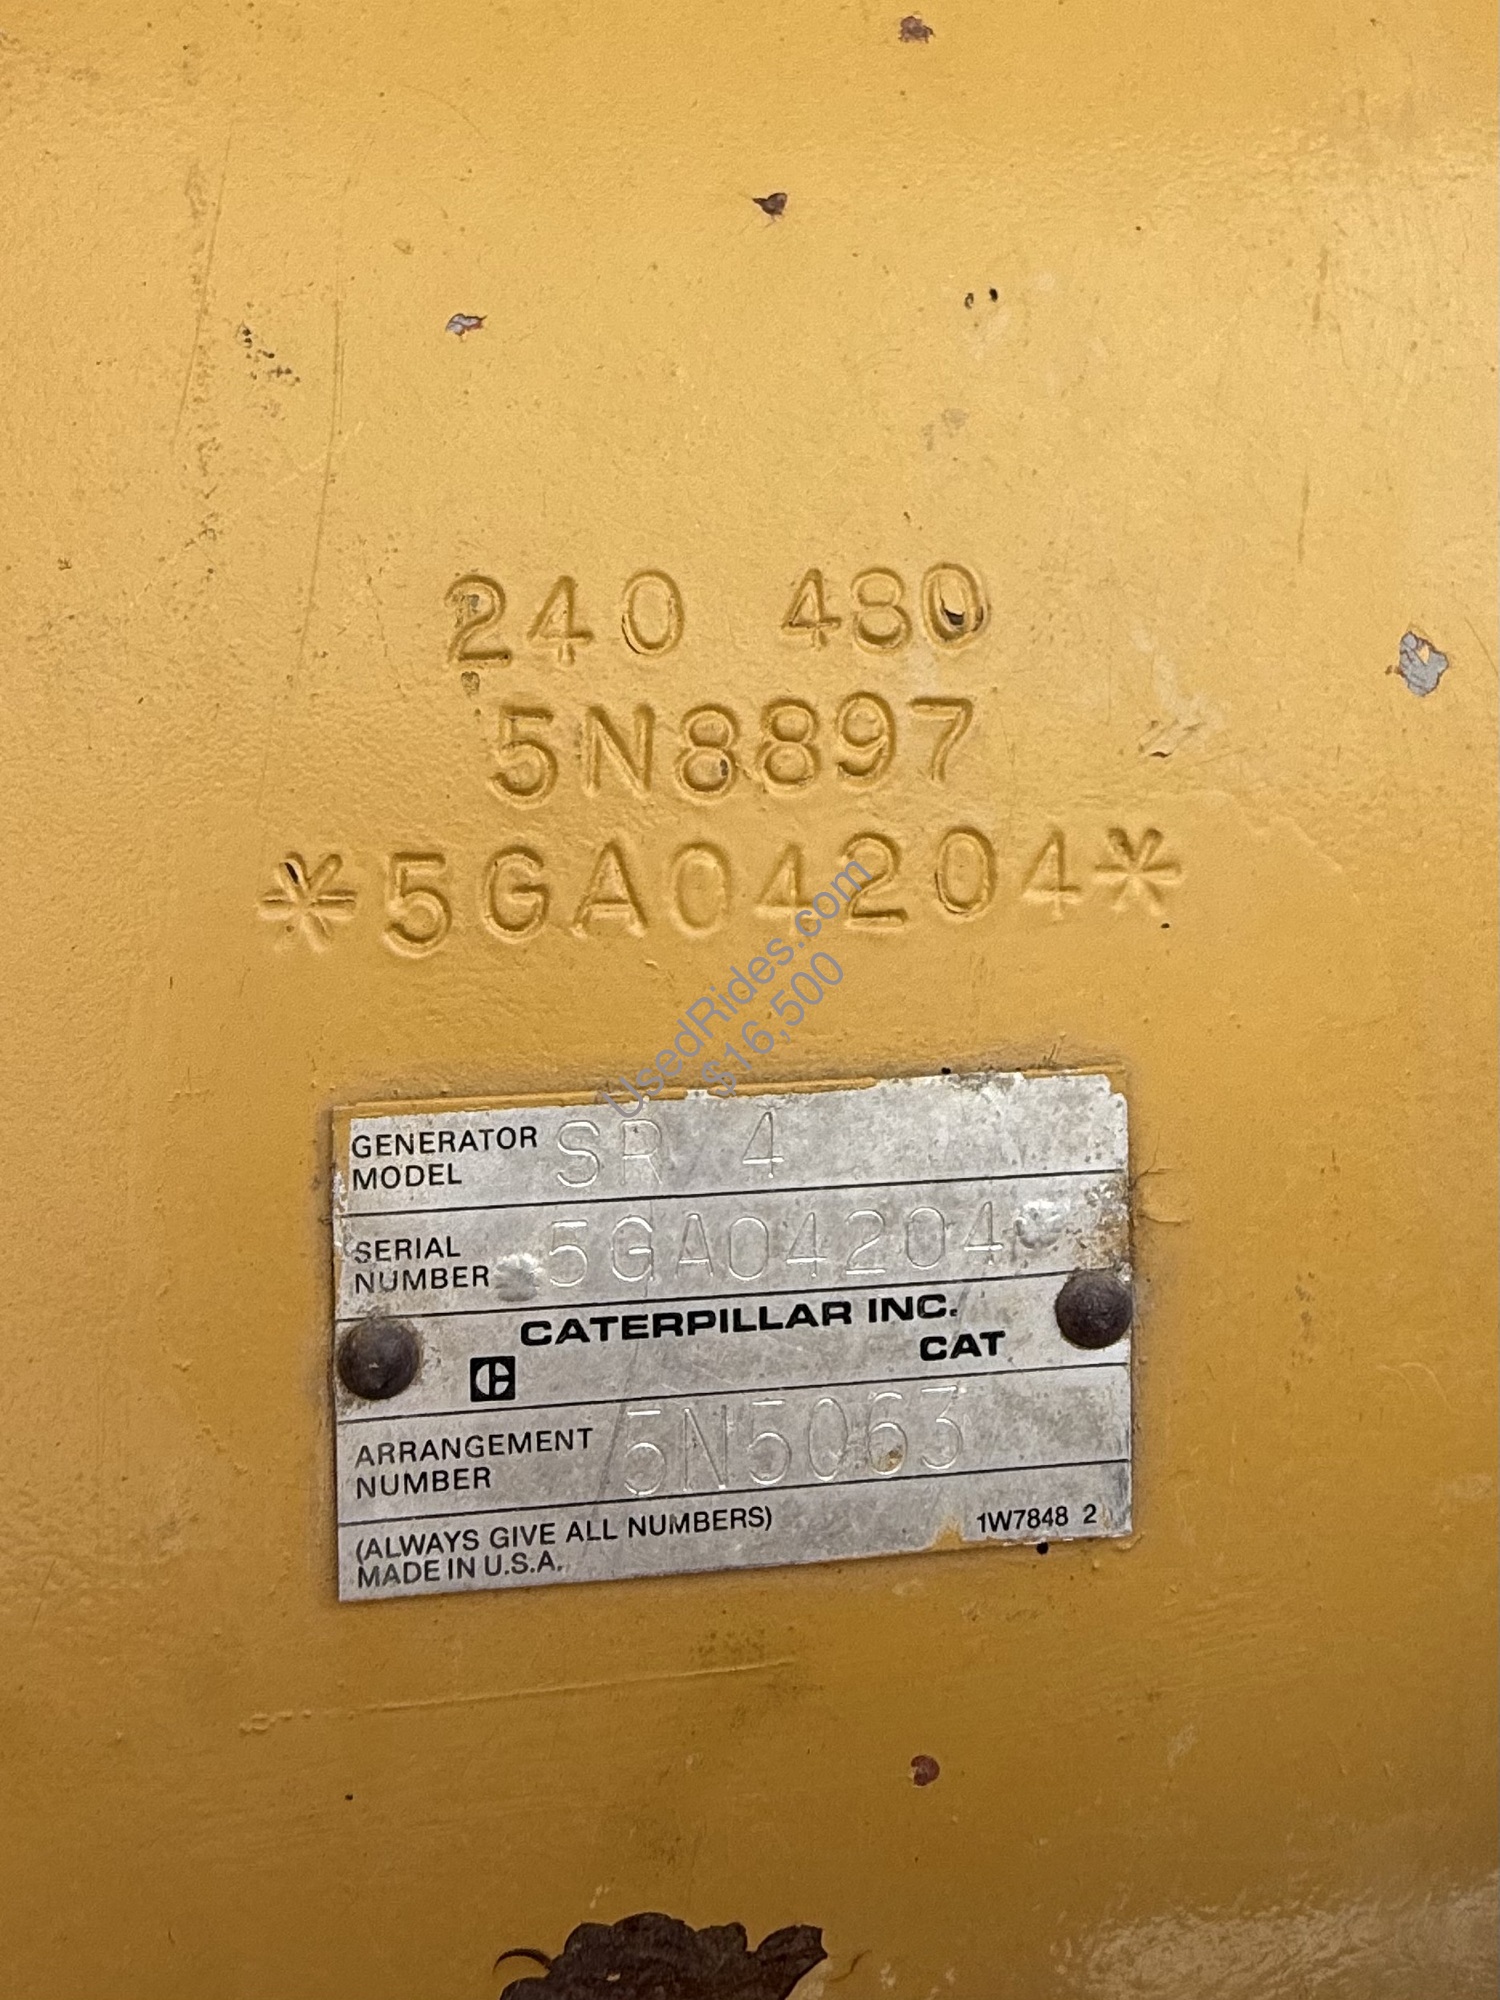 240 480
5N8897
*5GA04204*
UsedRides.com
$16,500
GENERATOR MODEL SR 4
SERIAL NUMBER 5GA04204
CATERPILLAR INC.
CAT
ARRANGEMENT NUMBER 5N5063
(ALWAYS GIVE ALL NUMBERS)
MADE IN U.S.A.
1W7848 2